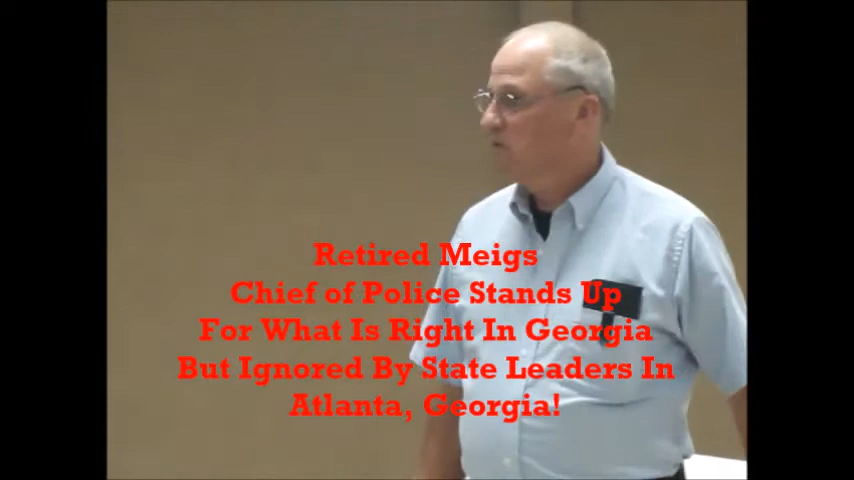 Retired Meigs
Chief of Police Stands Up
For What Is Right In Georgia
But Ignored By State Leaders In
Atlanta, Georgia!